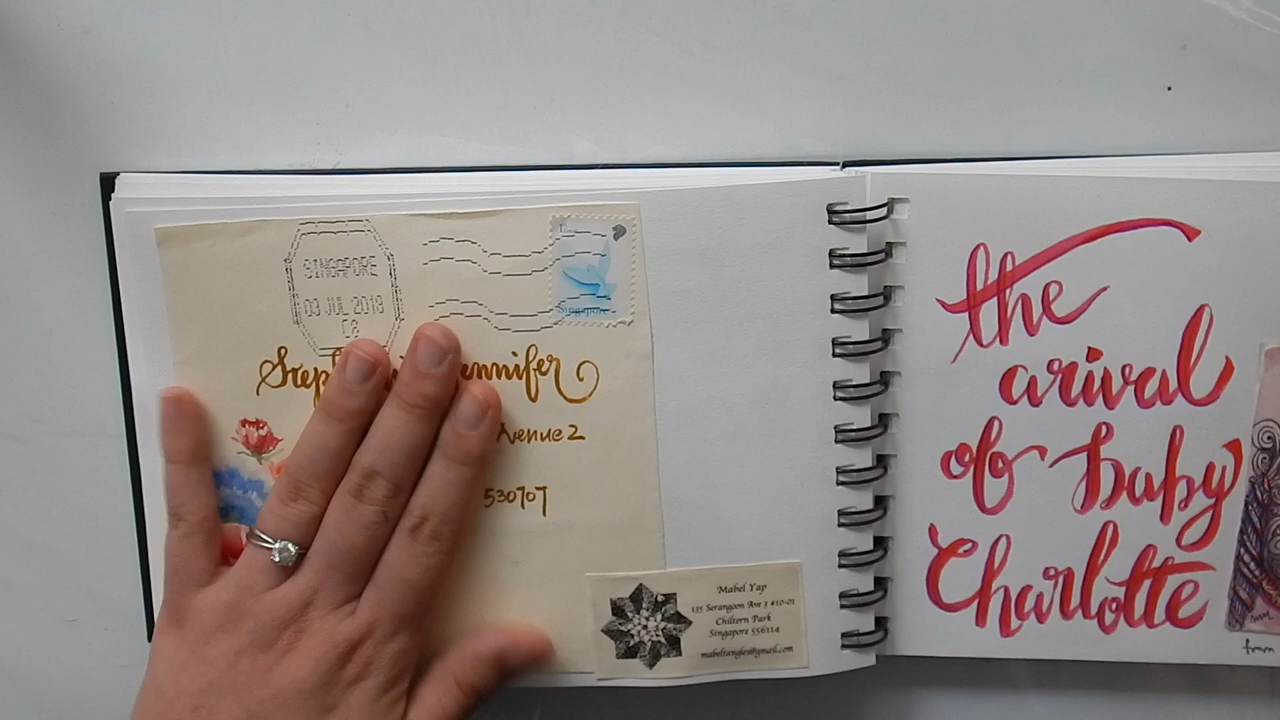 SINGAPORE
03 JUL 2018
C8
Singapore
Jennifer
Avenue 2
530707
Mabel Yap
135 Serangoon Ave 3 #10-01
Chiltern Park
Singapore 556114
mabeltangles@gmail.com
the
arival
of baby
Charlotte
from